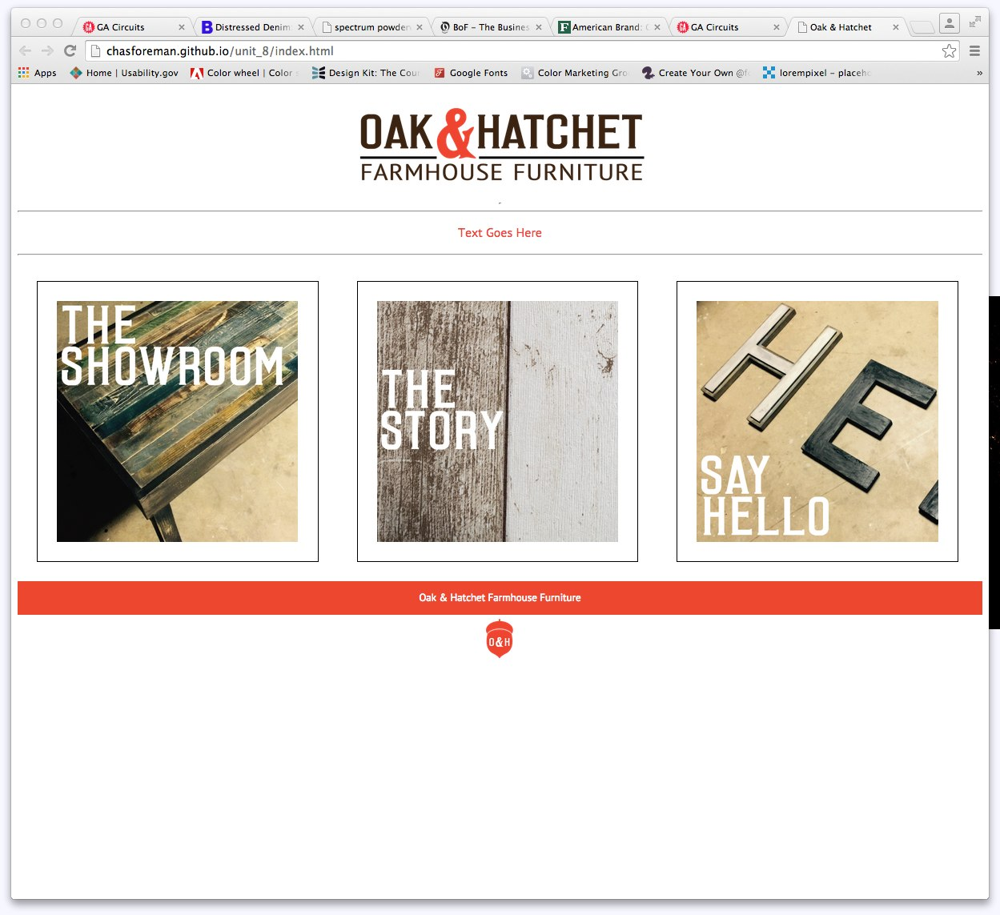 GA Circuits
Distressed Denim
spectrum powder
BoF – The Busines
American Brand:
GA Circuits
Oak & Hatchet
chasforeman.github.io/unit_8/index.html
Apps
Home | Usability.gov
Color wheel | Color
Design Kit: The Cou
Google Fonts
Color Marketing Gro
Create Your Own @f
lorempixel – placeho
»
OAK & HATCHET
FARMHOUSE FURNITURE
Text Goes Here
THE
SHOWROOM
THE
STORY
HE
SAY
HELLO
Oak & Hatchet Farmhouse Furniture
O&H